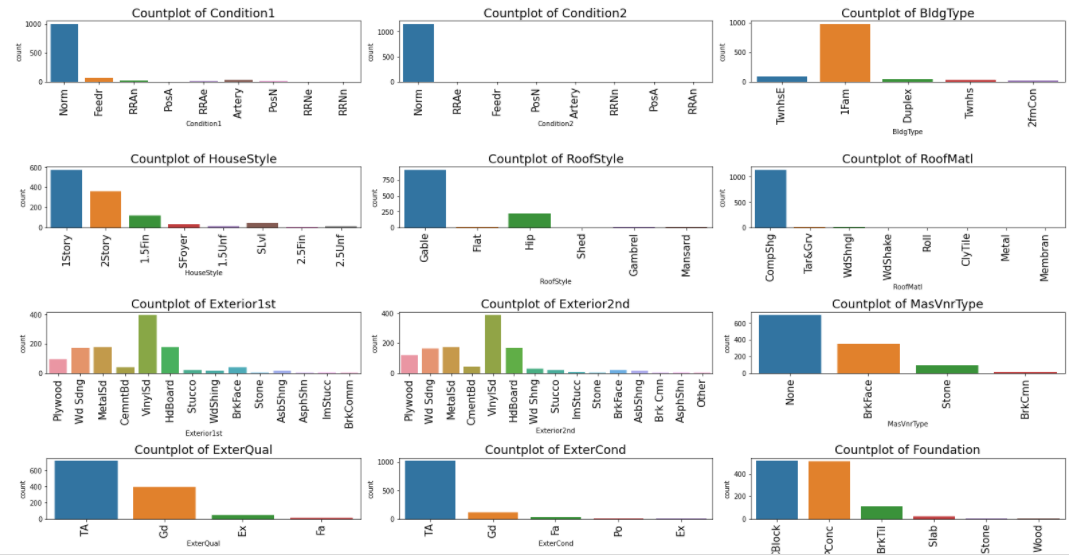 Countplot of Condition1
count
1000
500
0
Norm
Feedr
RRAn
PosA
RRAe
Artery
PosN
RRNe
RRNn
Condition1
Countplot of Condition2
count
1000
500
0
Norm
RRAe
Feedr
PosN
Artery
RRNn
PosA
RRAn
Condition2
Countplot of BldgType
count
1000
500
0
TwnhsE
1Fam
Duplex
Twnhs
2fmCon
BldgType
Countplot of HouseStyle
count
600
400
200
0
1Story
2Story
1.5Fin
SFoyer
1.5Unf
SLvl
2.5Fin
2.5Unf
HouseStyle
Countplot of RoofStyle
count
750
500
250
0
Gable
Flat
Hip
Shed
Gambrel
Mansard
RoofStyle
Countplot of RoofMatl
count
1000
500
0
CompShg
Tar&Grv
WdShngl
WdShake
Roll
ClyTile
Metal
Membran
RoofMatl
Countplot of Exterior1st
count
400
200
0
Plywood
Wd Sdng
MetalSd
CemntBd
VinylSd
HdBoard
Stucco
WdShing
BrkFace
Stone
AsbShng
AsphShn
ImStucc
BrkComm
Exterior1st
Countplot of Exterior2nd
count
400
200
0
Plywood
Wd Sdng
MetalSd
CmentBd
VinylSd
HdBoard
Wd Shng
Stucco
ImStucc
Stone
BrkFace
AsbShng
Brk Cmn
AsphShn
Other
Exterior2nd
Countplot of MasVnrType
count
600
400
200
0
None
BrkFace
Stone
BrkCmn
MasVnrType
Countplot of ExterQual
count
600
400
200
0
TA
Gd
Ex
Fa
ExterQual
Countplot of ExterCond
count
1000
500
0
TA
Gd
Fa
Po
Ex
ExterCond
Countplot of Foundation
count
400
200
0
Block
Conc
BrkTil
Slab
Stone
Wood